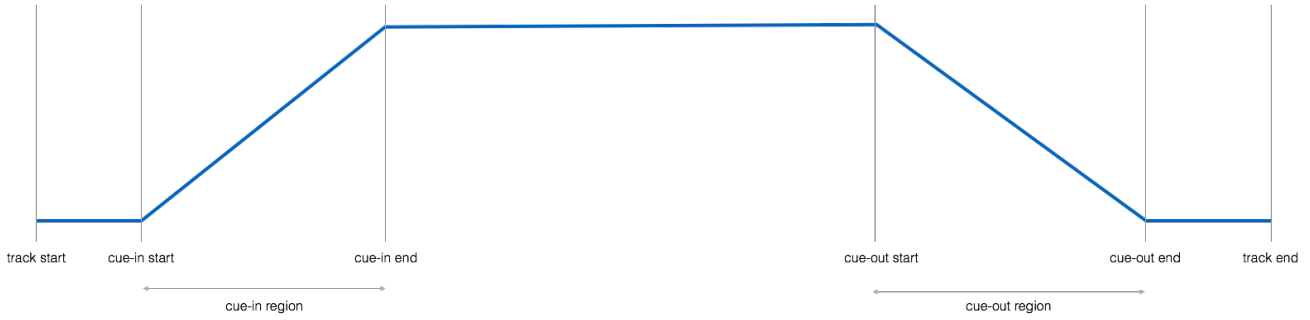 track start
cue-in start
cue-in end
cue-out start
cue-out end
track end
cue-in region
cue-out region